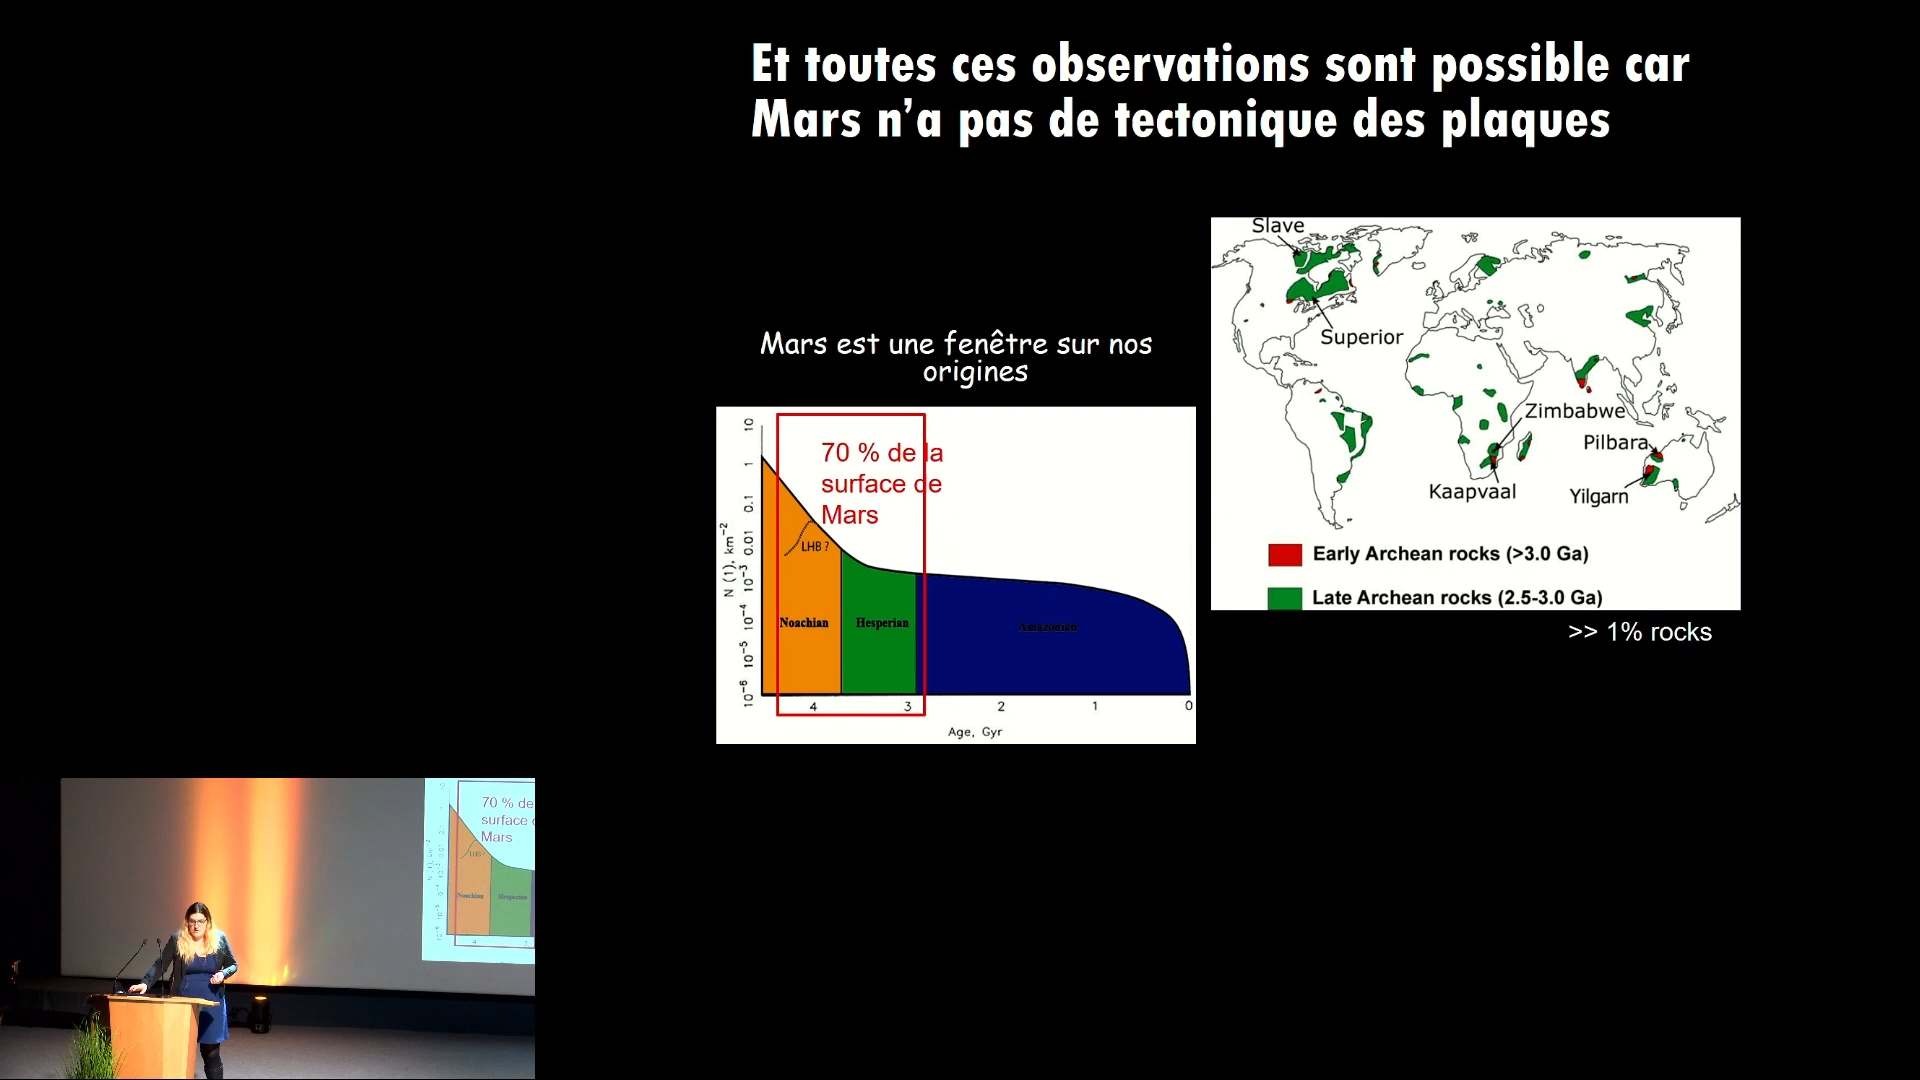 Et toutes ces observations sont possible car
Mars n’a pas de tectonique des plaques
Mars est une fenêtre sur nos
origines
70 % de la
surface de
Mars
LHB ?
Noachian
Hesperian
Amazonian
N (1), km⁻²
10
1
0.1
0.01
10⁻³
10⁻⁴
10⁻⁵
10⁻⁶
4
3
2
1
0
Age, Gyr
Slave
Superior
Zimbabwe
Pilbara
Kaapvaal
Yilgarn
Early Archean rocks (>3.0 Ga)
Late Archean rocks (2.5-3.0 Ga)
>> 1% rocks
70 % de
surface
Mars
LHB ?
Noachian
Hesperian